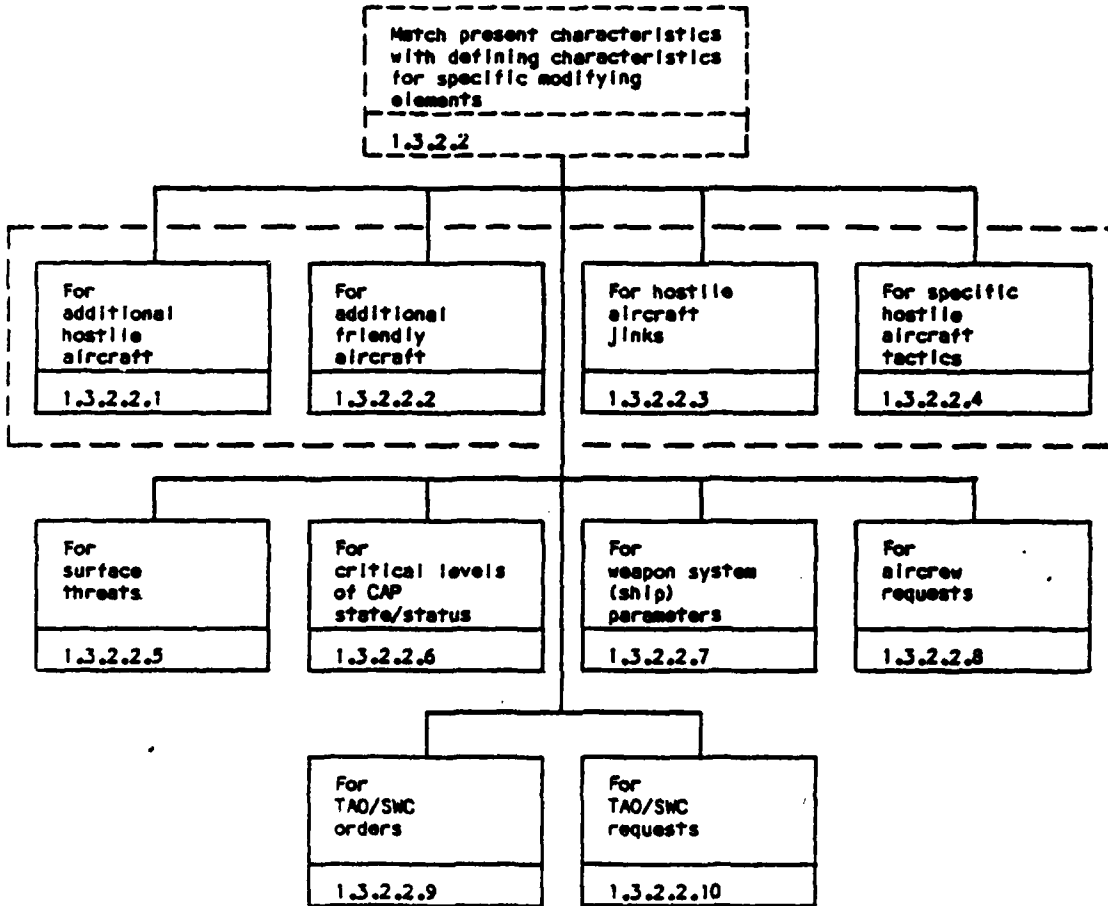 Match present characteristics
with defining characteristics
for specific modifying
elements
1.3.2.2
For
additional
hostile
aircraft
1.3.2.2.1
For
additional
friendly
aircraft
1.3.2.2.2
For hostile
aircraft
jinks
1.3.2.2.3
For specific
hostile
aircraft
tactics
1.3.2.2.4
For
surface
threats
1.3.2.2.5
For
critical levels
of CAP
state/status
1.3.2.2.6
For
weapon system
(ship)
parameters
1.3.2.2.7
For
aircrew
requests
1.3.2.2.8
For
TAO/SWC
orders
1.3.2.2.9
For
TAO/SWC
requests
1.3.2.2.10